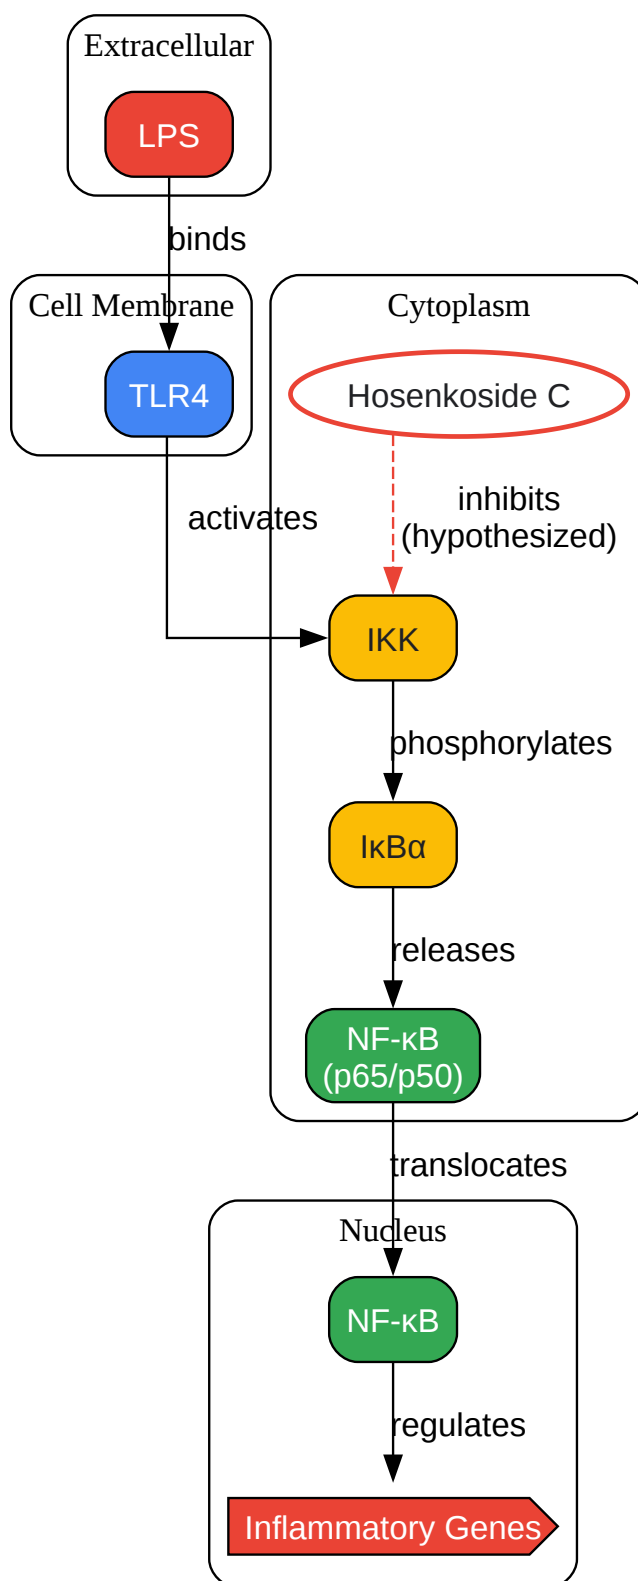 Extracellular
LPS
binds
Cell Membrane
Cytoplasm
TLR4
Hosenkoside C
activates
inhibits
(hypothesized)
IKK
phosphorylates
IκBα
releases
NF-κB
(p65/p50)
translocates
Nucleus
NF-κB
regulates
Inflammatory Genes